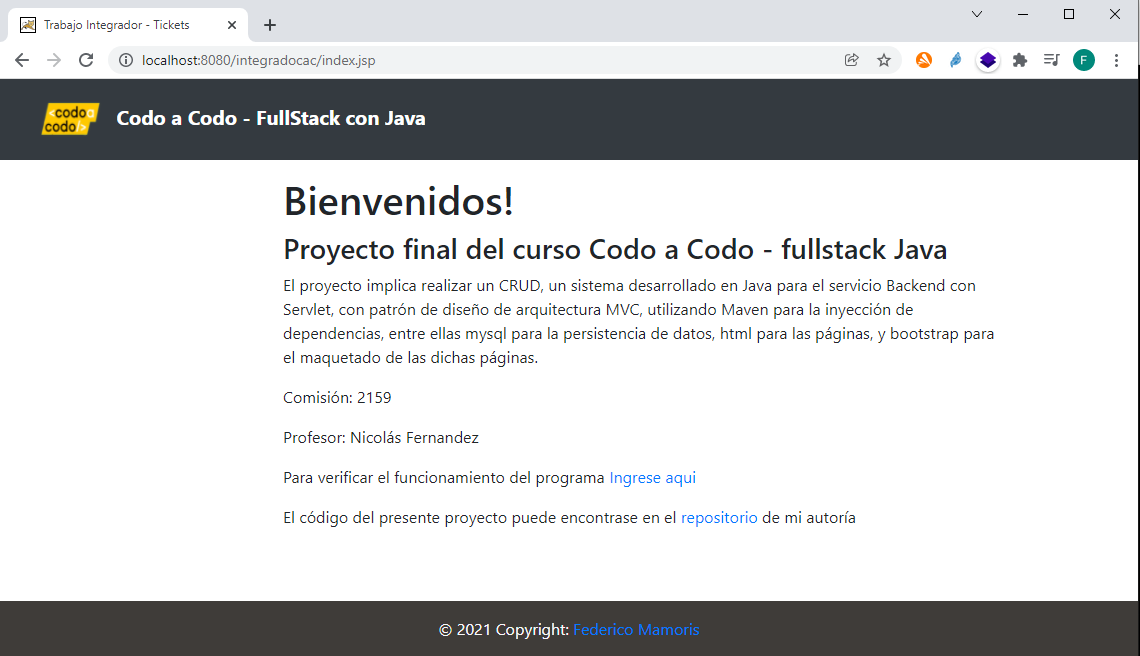 Trabajo Integrador - Tickets
localhost:8080/integradocac/index.jsp
F
<codo a
codo/>
Codo a Codo - FullStack con Java
Bienvenidos!
Proyecto final del curso Codo a Codo - fullstack Java
El proyecto implica realizar un CRUD, un sistema desarrollado en Java para el servicio Backend con
Servlet, con patrón de diseño de arquitectura MVC, utilizando Maven para la inyección de
dependencias, entre ellas mysql para la persistencia de datos, html para las páginas, y bootstrap para
el maquetado de las dichas páginas.
Comisión: 2159
Profesor: Nicolás Fernandez
Para verificar el funcionamiento del programa Ingrese aqui
El código del presente proyecto puede encontrase en el repositorio de mi autoría
© 2021 Copyright: Federico Mamoris